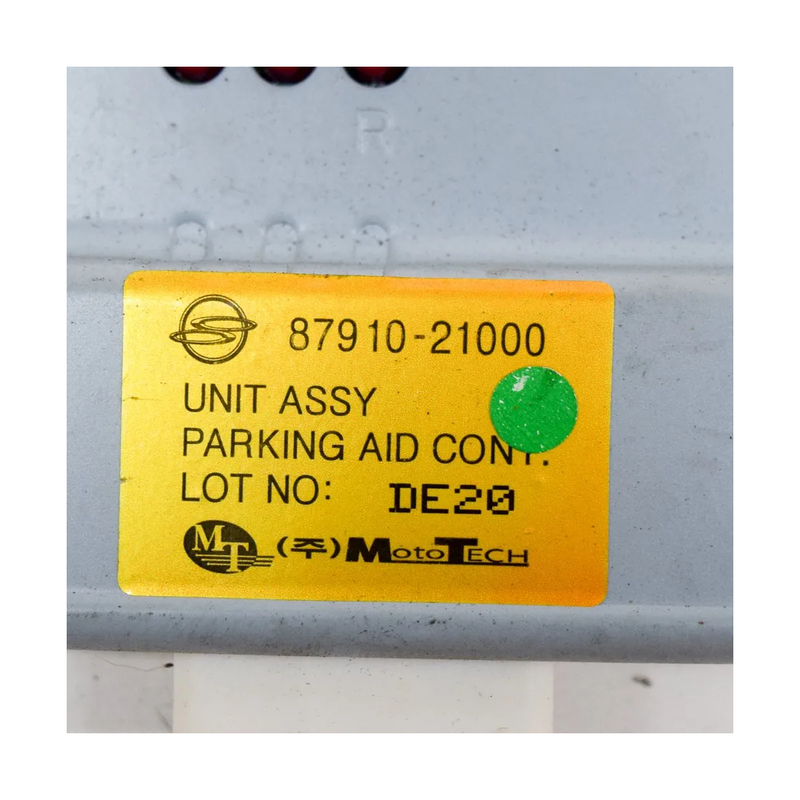 R
87910-21000
UNIT ASSY
PARKING AID CONT.
LOT NO: DE20
MT (주)MOTOTECH